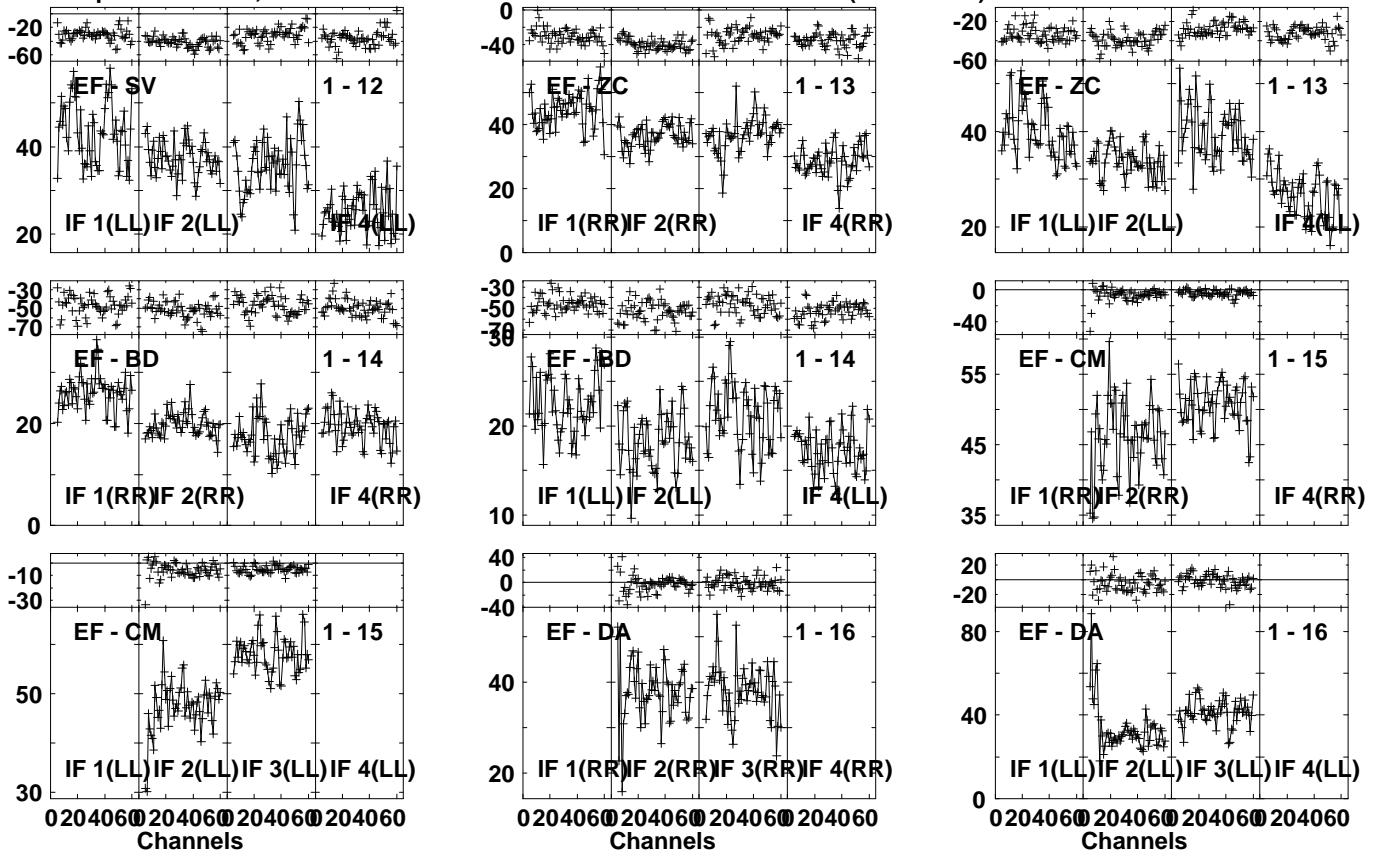 -20
-60
EF - SV 1 - 12
40
20
IF 1(LL) IF 2(LL) IF 4(LL)
0
-40
EF - ZC 1 - 13
60
40
20
0
IF 1(RR) IF 2(RR) IF 4(RR)
-20
-60
EF - ZC 1 - 13
40
20
IF 1(LL) IF 2(LL) IF 4(LL)
-30
-50
-70
EF - BD 1 - 14
20
0
IF 1(RR) IF 2(RR) IF 4(RR)
-30
-50
-70
30
EF - BD 1 - 14
20
10
IF 1(LL) IF 2(LL) IF 4(LL)
0
-40
EF - CM 1 - 15
55
45
35
IF 1(RR) IF 2(RR) IF 4(RR)
-10
-30
EF - CM 1 - 15
50
30
IF 1(LL) IF 2(LL) IF 3(LL) IF 4(LL)
0 20 40 60 0 20 40 60 0 20 40 60 0 20 40 60
Channels
40
0
-40
EF - DA 1 - 16
40
20
IF 1(RR) IF 2(RR) IF 3(RR) IF 4(RR)
0 20 40 60 0 20 40 60 0 20 40 60 0 20 40 60
Channels
20
-20
EF - DA 1 - 16
80
40
0
IF 1(LL) IF 2(LL) IF 3(LL) IF 4(LL)
0 20 40 60 0 20 40 60 0 20 40 60 0 20 40 60
Channels